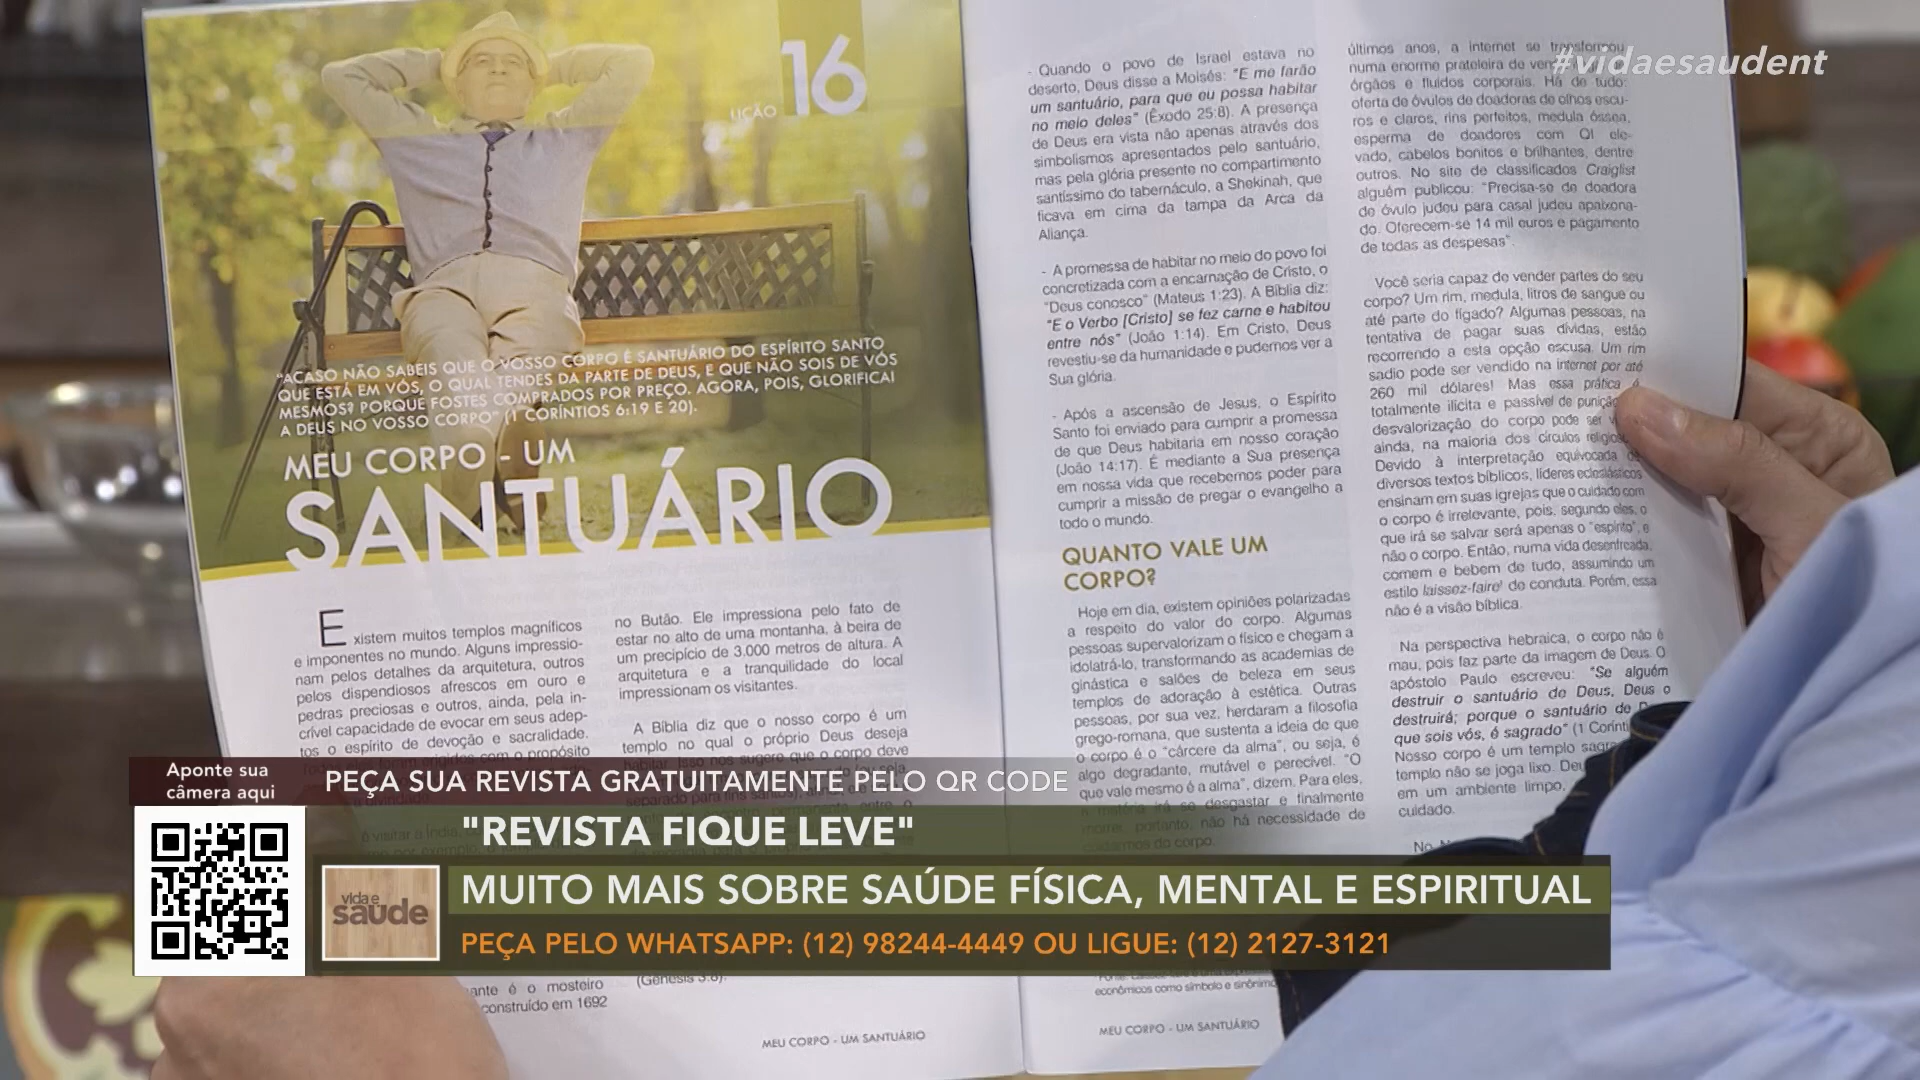 #vidaesaudent
LIÇÃO 16
"ACASO NÃO SABEIS QUE O VOSSO CORPO É SANTUÁRIO DO ESPÍRITO SANTO
QUE ESTÁ EM VÓS, O QUAL TENDES DA PARTE DE DEUS, E QUE NÃO SOIS DE VÓS
MESMOS? PORQUE FOSTES COMPRADOS POR PREÇO. AGORA, POIS, GLORIFICAI
A DEUS NO VOSSO CORPO" (1 CORÍNTIOS 6:19 E 20).
MEU CORPO - UM
SANTUÁRIO
Existem muitos templos magníficos
e imponentes no mundo. Alguns impressio-
nam pelos detalhes da arquitetura, outros
pelos dispendiosos afrescos em ouro e
pedras preciosas e outros, ainda, pela in-
crível capacidade de evocar em seus adep-
tos o espírito de devoção e sacralidade.
com o propósito
ante é o mosteiro
construído em 1692
no Butão. Ele impressiona pelo fato de
estar no alto de uma montanha, à beira de
um precipício de 3.000 metros de altura. A
arquitetura e a tranquilidade do local
impressionam os visitantes.
A Bíblia diz que o nosso corpo é um
templo no qual o próprio Deus deseja
habitar. Isso nos sugere que o corpo deve
(Gênesis 3:8).
MEU CORPO - UM SANTUÁRIO
- Quando o povo de Israel estava no
deserto, Deus disse a Moisés: "E me farão
um santuário, para que eu possa habitar
no meio deles" (Êxodo 25:8). A presença
de Deus era vista não apenas através dos
simbolismos apresentados pelo santuário,
mas pela glória presente no compartimento
santíssimo do tabernáculo, a Shekinah, que
ficava em cima da tampa da Arca da
Aliança.
- A promessa de habitar no meio do povo foi
concretizada com a encarnação de Cristo, o
"Deus conosco" (Mateus 1:23). A Bíblia diz:
"E o Verbo [Cristo] se fez carne e habitou
entre nós" (João 1:14). Em Cristo, Deus
revestiu-se da humanidade e pudemos ver a
Sua glória.
- Após a ascensão de Jesus, o Espírito
Santo foi enviado para cumprir a promessa
de que Deus habitaria em nosso coração
(João 14:17). É mediante a Sua presença
em nossa vida que recebemos poder para
cumprir a missão de pregar o evangelho a
todo o mundo.
QUANTO VALE UM
CORPO?
Hoje em dia, existem opiniões polarizadas
a respeito do valor do corpo. Algumas
pessoas supervalorizam o físico e chegam a
idolatrá-lo, transformando as academias de
ginástica e salões de beleza em seus
templos de adoração à estética. Outras
pessoas, por sua vez, herdaram a filosofia
grego-romana, que sustenta a ideia de que
o corpo é o "cárcere da alma", ou seja, é
algo degradante, mutável e perecível. "O
que vale mesmo é a alma", dizem. Para eles,
a matéria irá se desgastar e finalmente
morre, portanto, não há necessidade de
cuidarmos do corpo.
últimos anos, a internet se transformou
numa enorme prateleira de
órgãos e fluidos corporais. Há de tudo:
oferta de óvulos de doadoras de olhos escu-
ros e claros, rins perfeitos, medula óssea,
esperma de doadores com QI ele-
vado, cabelos bonitos e brilhantes, dentre
outros. No site de classificados Craiglist
alguém publicou: "Precisa-se de doadora
de óvulo judeu para casal judeu apaixona-
do. Oferecem-se 14 mil euros e pagamento
de todas as despesas".
Você seria capaz de vender partes do seu
corpo? Um rim, medula, litros de sangue ou
até parte do fígado? Algumas pessoas, na
tentativa de pagar suas dívidas, estão
recorrendo a esta opção escusa. Um rim
sadio pode ser vendido na internet por até
260 mil dólares! Mas essa prática é
totalmente ilícita e passível de
desvalorização do corpo pode ser
ainda, na maioria dos círculos
Devido à interpretação equivocada de
diversos textos bíblicos, líderes eclesiásticos
ensinam em suas igrejas que o cuidado com
o corpo é irrelevante, pois, segundo eles, o
que irá se salvar será apenas o "espírito", e
não o corpo. Então, numa vida desenfreada,
comem e bebem de tudo, assumindo um
estilo laissez-faire¹ de conduta. Porém, essa
não é a visão bíblica.
Na perspectiva hebraica, o corpo não é
mau, pois faz parte da imagem de Deus. O
apóstolo Paulo escreveu: "Se alguém
destruir o santuário de Deus, Deus o
destruirá; porque o santuário de
que sois vós, é sagrado" (1
Nosso corpo é um templo
templo não se joga lixo.
em um ambiente limpo,
cuidado.
econômicos como símbolo e sinônimo
MEU CORPO - UM SANTUÁRIO
Aponte sua
câmera aqui
PEÇA SUA REVISTA GRATUITAMENTE PELO QR CODE
"REVISTA FIQUE LEVE"
vida e
saúde
MUITO MAIS SOBRE SAÚDE FÍSICA, MENTAL E ESPIRITUAL
PEÇA PELO WHATSAPP: (12) 98244-4449 OU LIGUE: (12) 2127-3121